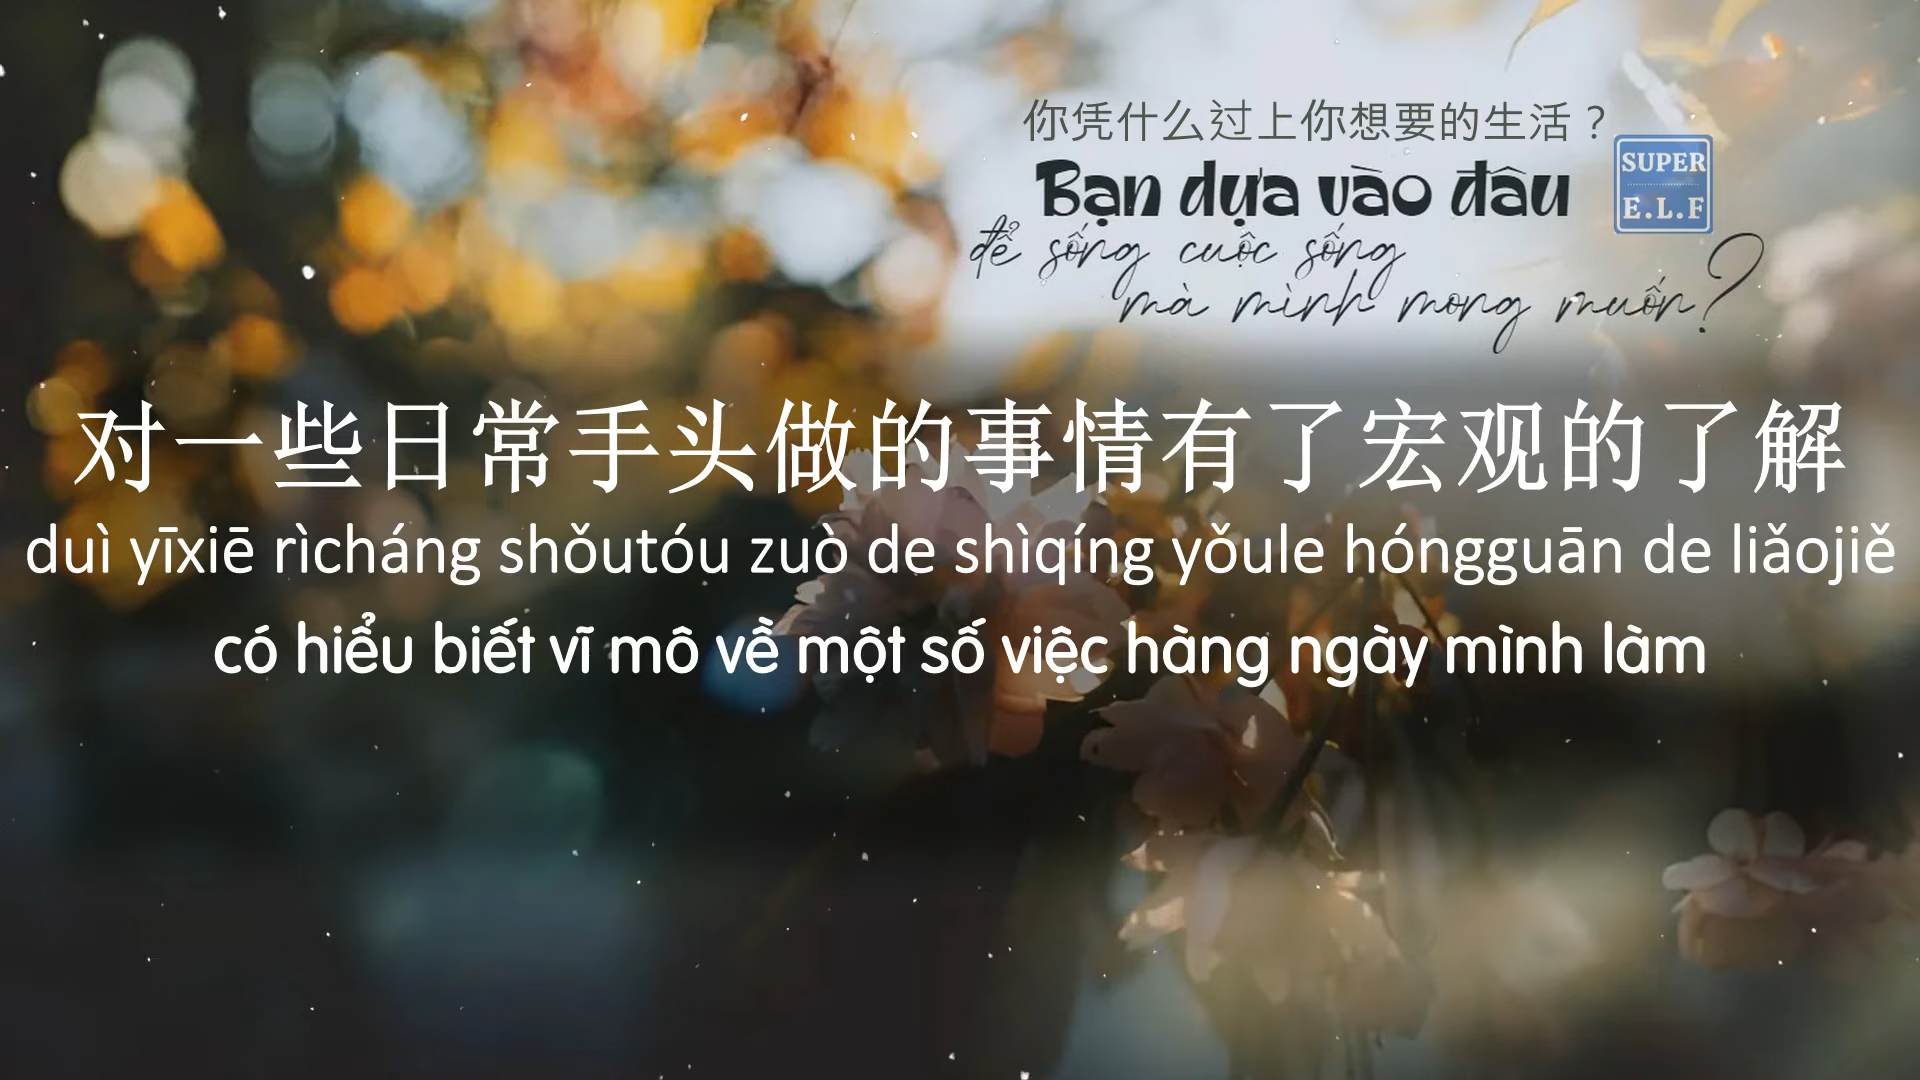 你凭什么过上你想要的生活？
Bạn dựa vào đâu
để sống cuộc sống
mà mình mong muốn?
SUPER
E.L.F
对一些日常手头做的事情有了宏观的了解
duì yīxiē rìcháng shǒutóu zuò de shìqíng yǒule hóngguān de liǎojiě
có hiểu biết vĩ mô về một số việc hàng ngày mình làm